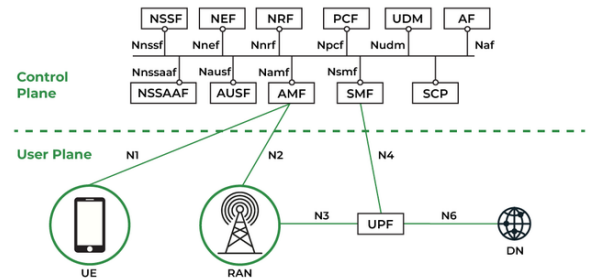 NSSF NEF NRF PCF UDM AF
Nnssf Nnef Nnrf Npcf Nudm Naf
Nnssaaf Nausf Namf Nsmf
NSSAAF AUSF AMF SMF SCP
Control
Plane
User Plane
N1 N2 N4
N3 N6
UPF
UE RAN DN